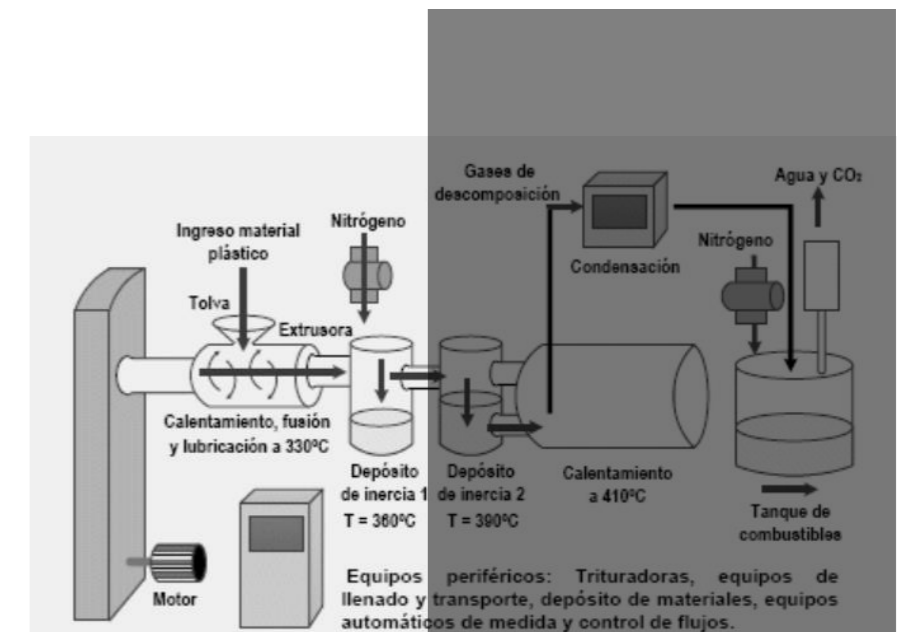 Gases de
descomposición
Agua y CO₂
Ingreso material
plástico
Nitrógeno
Nitrógeno
Condensación
Tolva
Extrusora
Calentamiento, fusión
y lubricación a 330ºC
Depósito
de inercia 1
T = 360ºC
Depósito
de inercia 2
T = 390ºC
Calentamiento
a 410ºC
Tanque de
combustibles
Motor
Equipos periféricos: Trituradoras, equipos de
llenado y transporte, depósito de materiales, equipos
automáticos de medida y control de flujos.